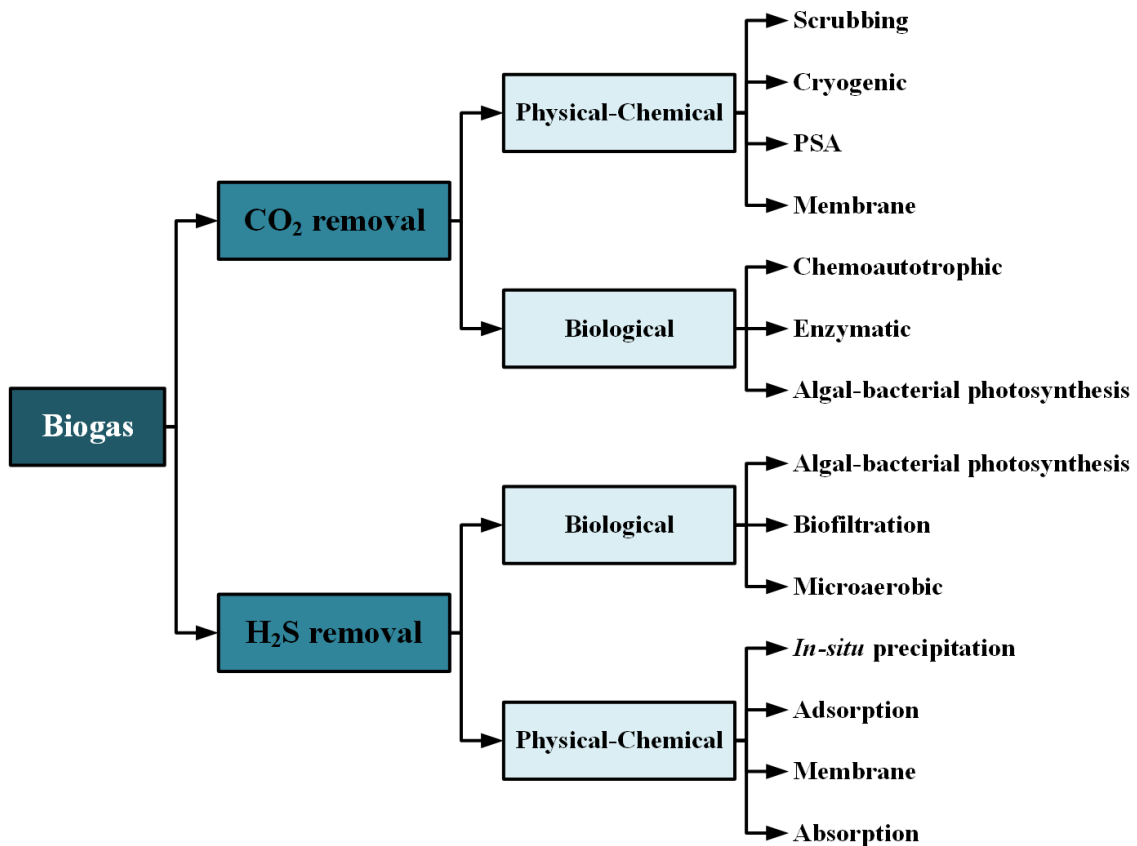 Biogas
CO₂ removal
Physical-Chemical
Scrubbing
Cryogenic
PSA
Membrane
Biological
Chemoautotrophic
Enzymatic
Algal-bacterial photosynthesis
H₂S removal
Biological
Algal-bacterial photosynthesis
Biofiltration
Microaerobic
Physical-Chemical
In-situ precipitation
Adsorption
Membrane
Absorption